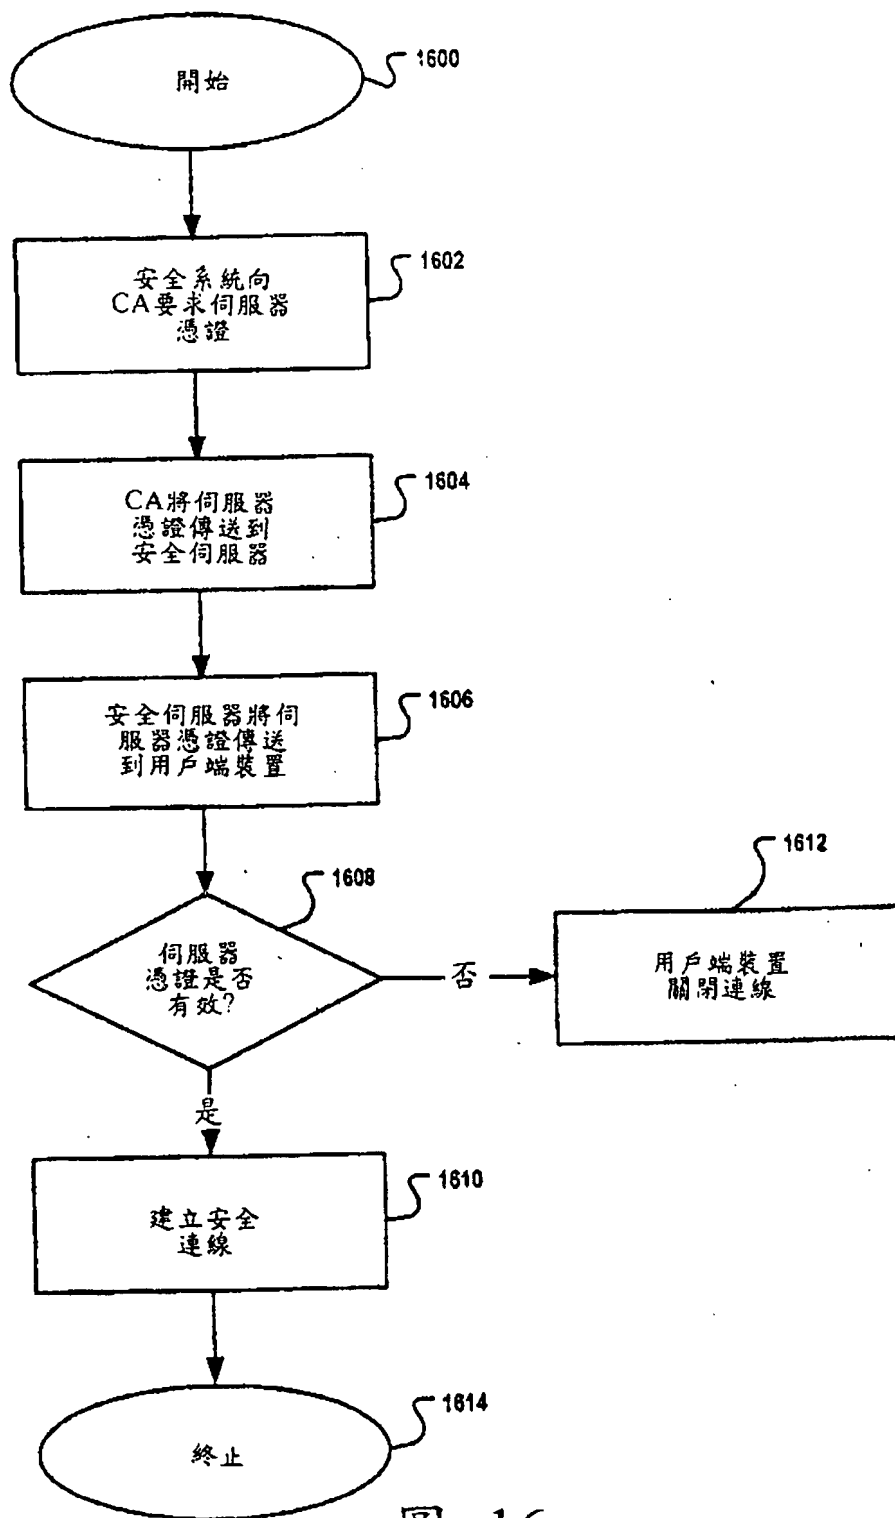 開始
1600
安全系統向
CA要求伺服器
憑證
1602
CA將伺服器
憑證傳送到
安全伺服器
1604
安全伺服器將伺
服器憑證傳送
到用戶端裝置
1606
伺服器
憑證是否
有效?
1608
否
用戶端裝置
關閉連線
1612
是
建立安全
連線
1610
終止
1614
圖 16